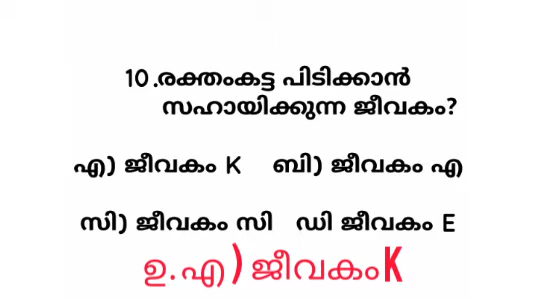 10.രക്തംകട്ട പിടിക്കാൻ
സഹായിക്കുന്ന ജീവകം?
എ) ജീവകം K ബി) ജീവകം എ
സി) ജീവകം സി ഡി ജീവകം E
ഉ.എ) ജീവകംK